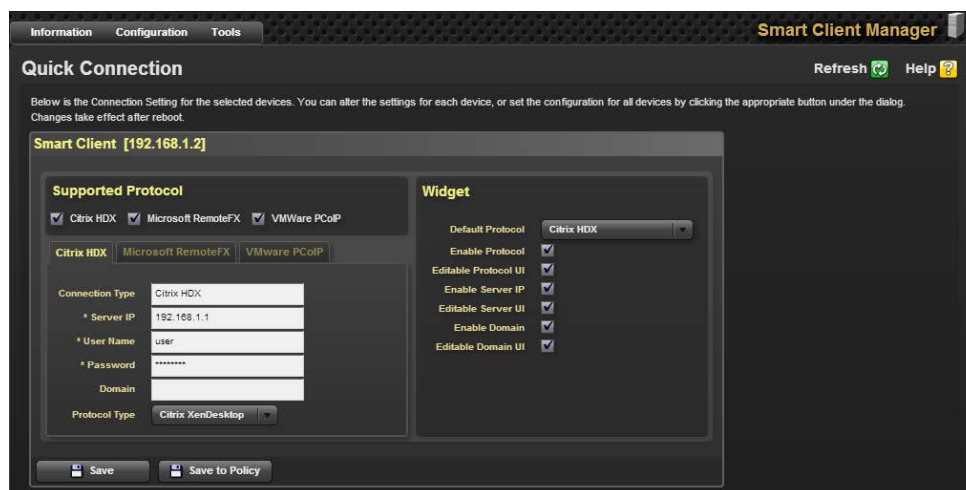 Information Configuration Tools
Smart Client Manager
Quick Connection
Refresh Help
Below is the Connection Setting for the selected devices. You can alter the settings for each device, or set the configuration for all devices by clicking the appropriate button under the dialog.
Changes take effect after reboot.
Smart Client [192.168.1.2]
Supported Protocol
Citrix HDX Microsoft RemoteFX VMWare PCoIP
Citrix HDX Microsoft RemoteFX VMware PCoIP
Connection Type Citrix HDX
* Server IP 192.168.1.1
* User Name user
* Password ********
Domain
Protocol Type Citrix XenDesktop
Widget
Default Protocol Citrix HDX
Enable Protocol
Editable Protocol UI
Enable Server IP
Editable Server UI
Enable Domain
Editable Domain UI
Save Save to Policy